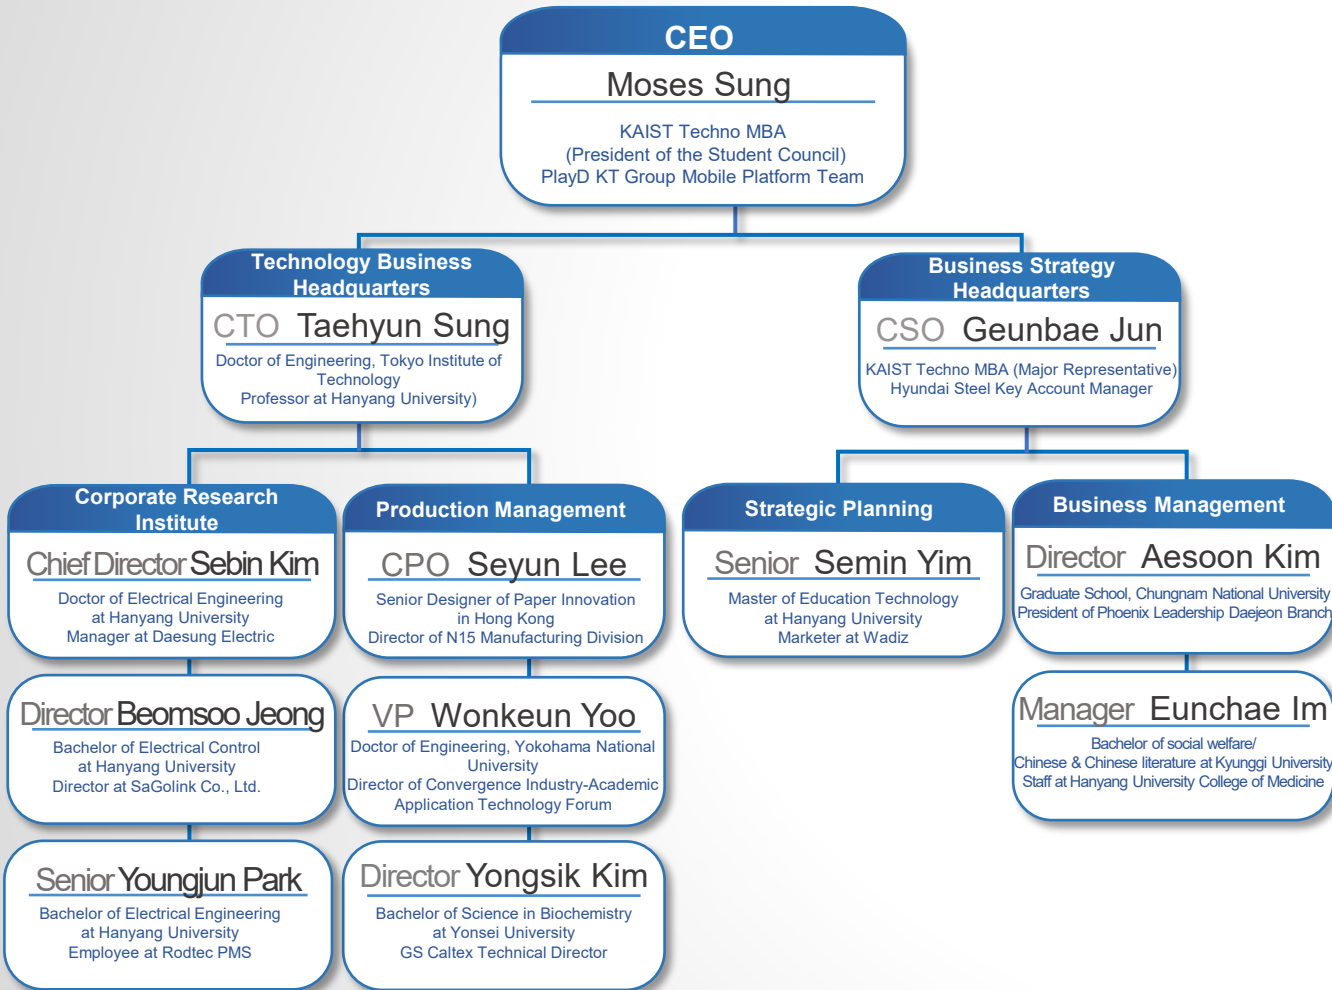 CEO
Moses Sung
KAIST Techno MBA
(President of the Student Council)
PlayD KT Group Mobile Platform Team
Technology Business
Headquarters
CTO Taehyun Sung
Doctor of Engineering, Tokyo Institute of
Technology
Professor at Hanyang University)
Business Strategy
Headquarters
CSO Geunbae Jun
KAIST Techno MBA (Major Representative)
Hyundai Steel Key Account Manager
Corporate Research
Institute
Chief Director Sebin Kim
Doctor of Electrical Engineering
at Hanyang University
Manager at Daesung Electric
Production Management
CPO Seyun Lee
Senior Designer of Paper Innovation
in Hong Kong
Director of N15 Manufacturing Division
Strategic Planning
Senior Semin Yim
Master of Education Technology
at Hanyang University
Marketer at Wadiz
Business Management
Director Aesoon Kim
Graduate School, Chungnam National University
President of Phoenix Leadership Daejeon Branch
Director Beomsoo Jeong
Bachelor of Electrical Control
at Hanyang University
Director at SaGolink Co., Ltd.
VP Wonkeun Yoo
Doctor of Engineering, Yokohama National
University
Director of Convergence Industry-Academic
Application Technology Forum
Manager Eunchae Im
Bachelor of social welfare/
Chinese & Chinese literature at Kyunggi University
Staff at Hanyang University College of Medicine
Senior Youngjun Park
Bachelor of Electrical Engineering
at Hanyang University
Employee at Rodtec PMS
Director Yongsik Kim
Bachelor of Science in Biochemistry
at Yonsei University
GS Caltex Technical Director